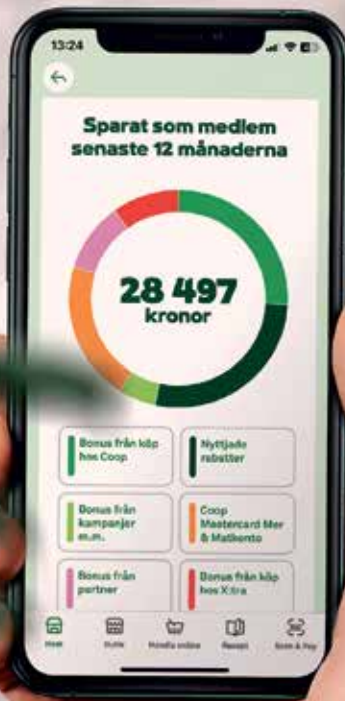 13:24
Sparat som medlem
senaste 12 månaderna
28 497
kronor
Bonus från köp
hos Coop
Nyttjade
rabatter
Bonus från
kampanjer
m.m.
Coop
Mastercard Mer
& Matkonto
Bonus från
partner
Bonus från köp
hos X:tra
Butik
Handla online
Recept
Scan & Pay